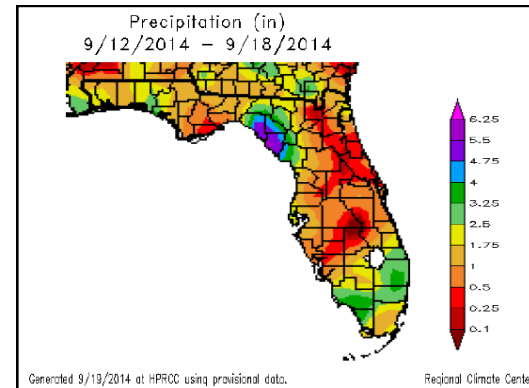 Precipitation (in)
9/12/2014 – 9/18/2014
6.25
5.5
4.75
4
3.25
2.5
1.75
1
0.5
0.25
0.1
Generated 9/19/2014 at HPRCC using provisional data.
Regional Climate Cente